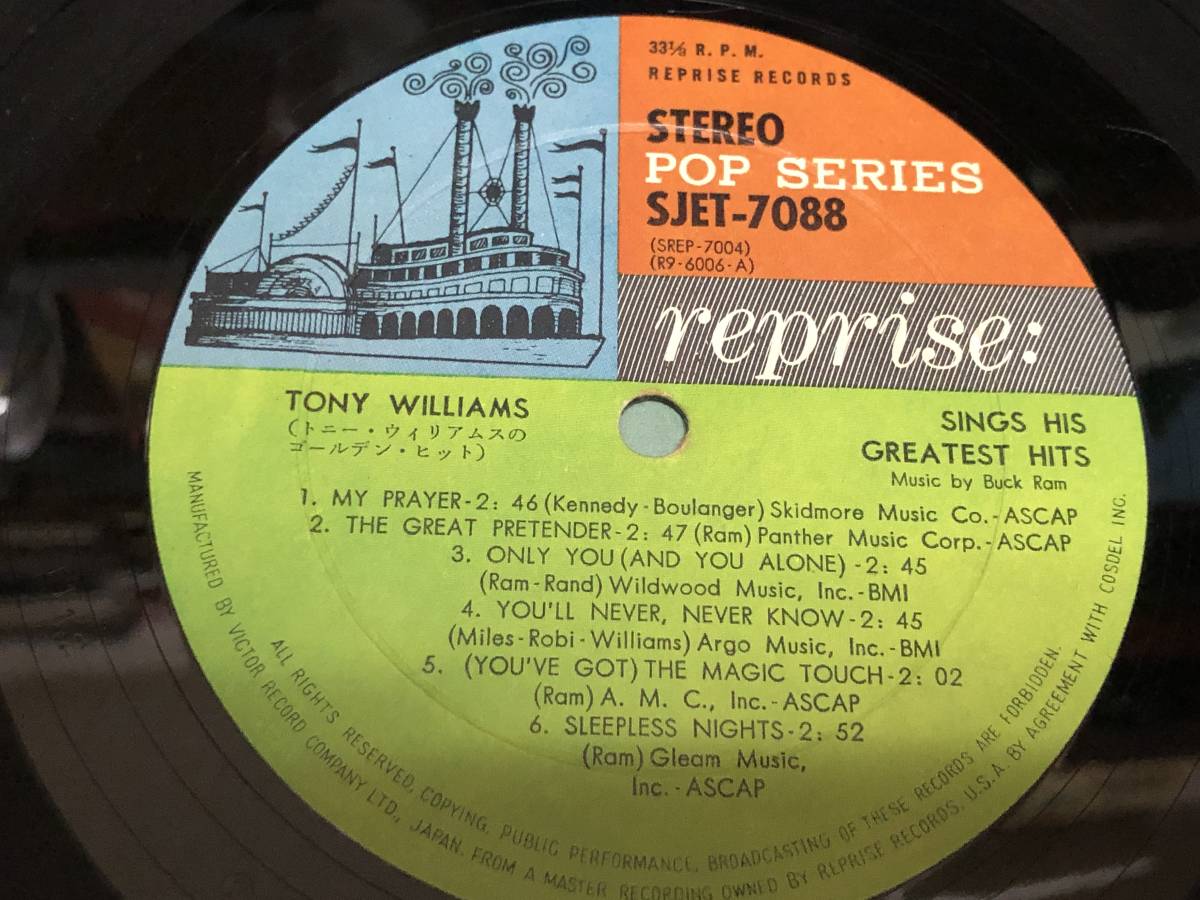 33⅓ R. P. M.
REPRISE RECORDS
STEREO
POP SERIES
SJET-7088
(SREP-7004)
(R9-6006-A)
reprise:
TONY WILLIAMS
(トニー・ウィリアムスの
ゴールデン・ヒット)
SINGS HIS
GREATEST HITS
Music by Buck Ram
1. MY PRAYER-2: 46 (Kennedy-Boulanger) Skidmore Music Co.-ASCAP
2. THE GREAT PRETENDER-2: 47 (Ram) Panther Music Corp.-ASCAP
3. ONLY YOU (AND YOU ALONE) -2: 45
(Ram-Rand) Wildwood Music, Inc.-BMI
4. YOU'LL NEVER, NEVER KNOW-2: 45
(Miles-Robi-Williams) Argo Music, Inc.-BMI
5. (YOU'VE GOT) THE MAGIC TOUCH-2: 02
(Ram) A. M. C., Inc.-ASCAP
6. SLEEPLESS NIGHTS-2: 52
(Ram) Gleam Music,
Inc.-ASCAP
ALL RIGHTS RESERVED, COPYING, PUBLIC PERFORMANCE, BROADCASTING OF THESE RECORDS ARE FORBIDDEN.
MANUFACTURED BY VICTOR RECORD COMPANY LTD., JAPAN. FROM A MASTER RECORDING OWNED BY REPRISE RECORDS, U.S.A. BY AGREEMENT WITH COSDEL INC.